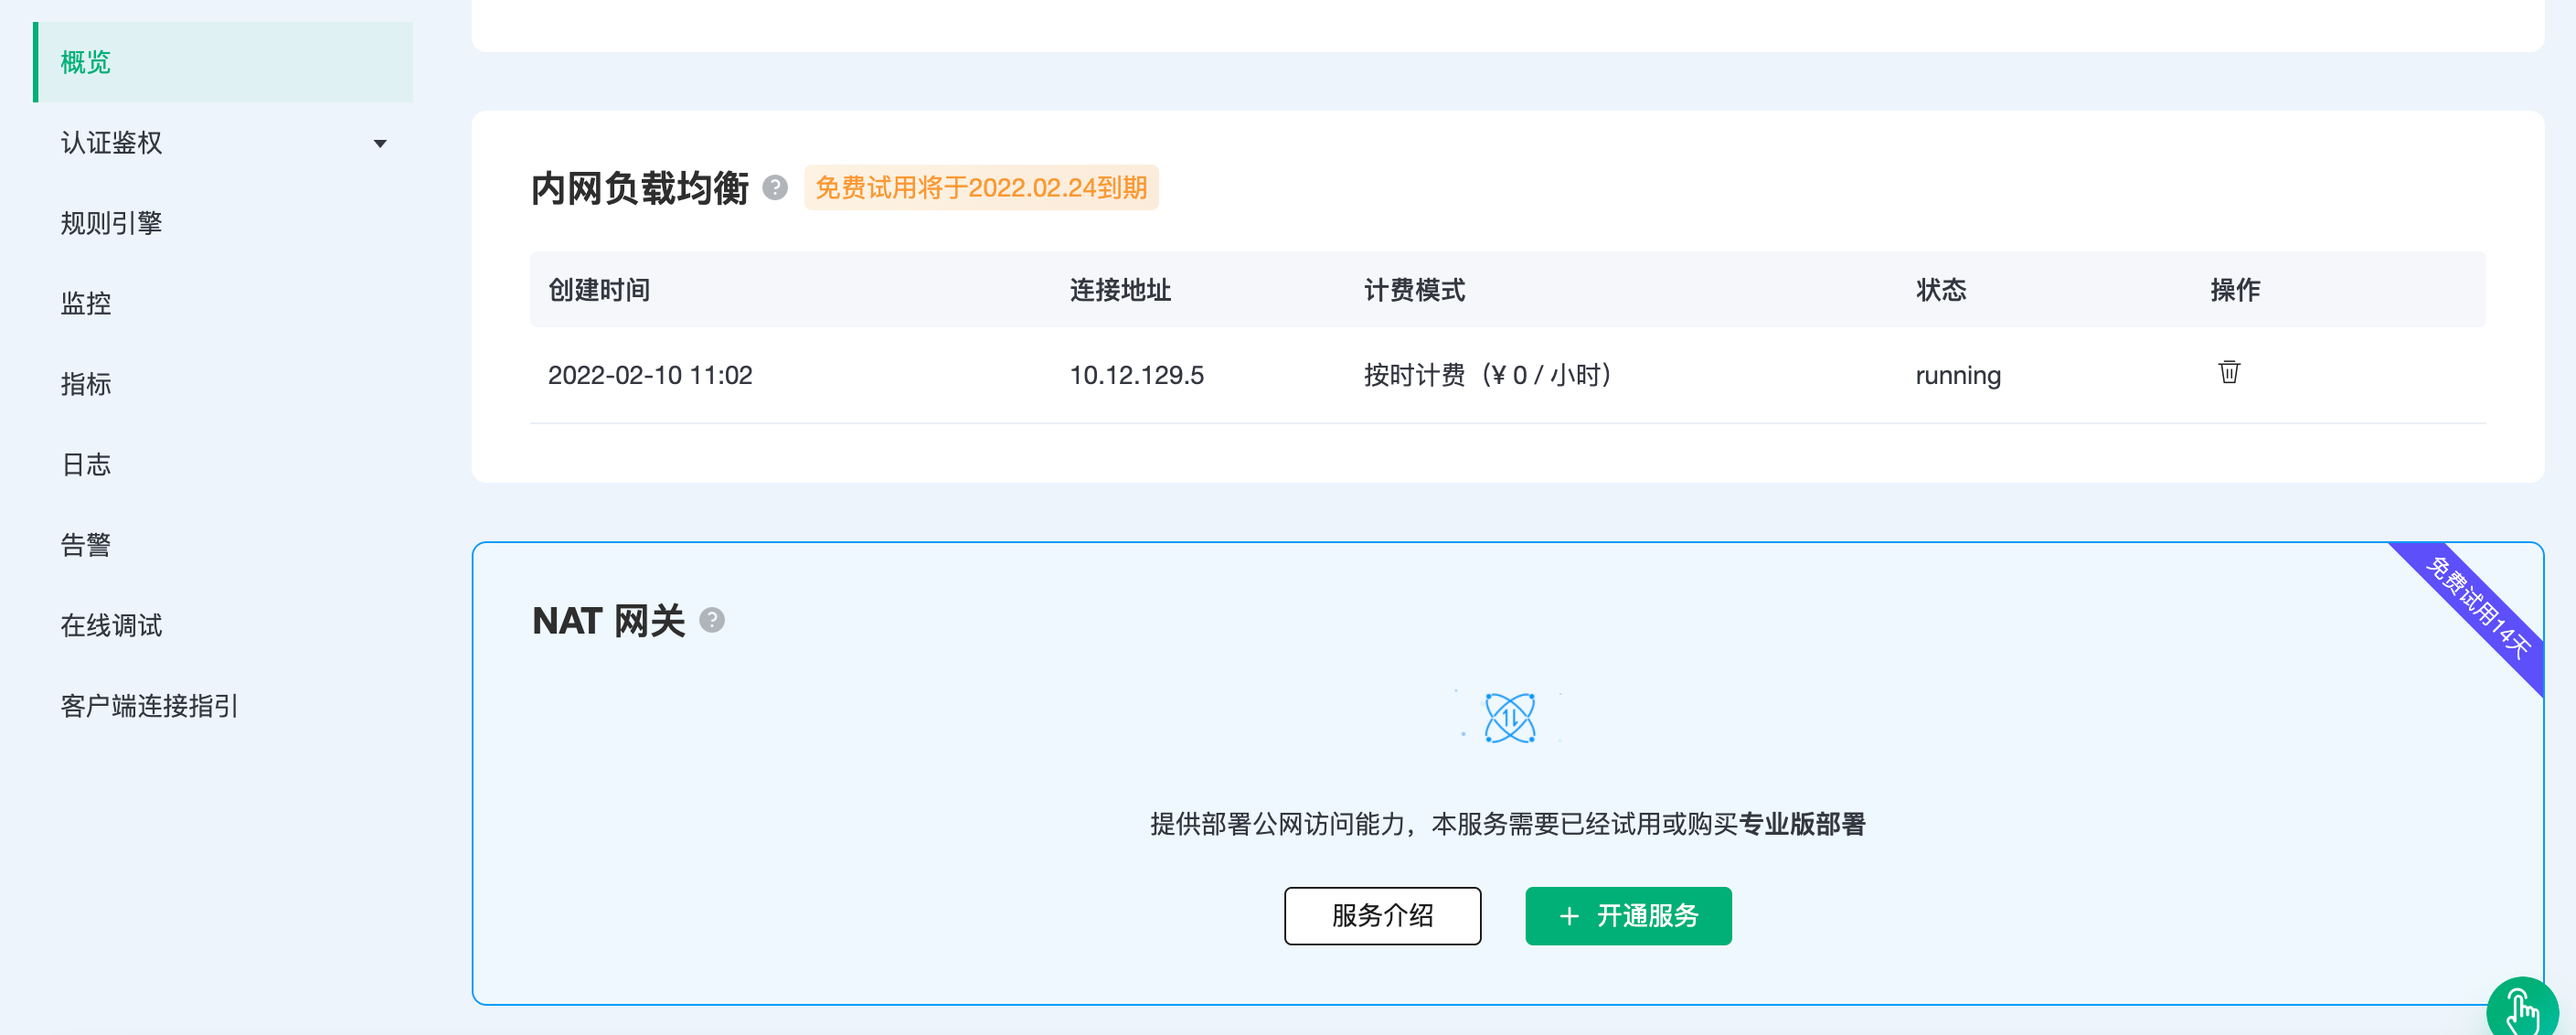 概览
认证鉴权
规则引擎
监控
指标
日志
告警
在线调试
客户端连接指引
内网负载均衡 ? 免费试用将于2022.02.24到期
创建时间 连接地址 计费模式 状态 操作
2022-02-10 11:02 10.12.129.5 按时计费（¥ 0 / 小时） running
NAT 网关 ?
免费试用14天
提供部署公网访问能力，本服务需要已经试用或购买专业版部署
服务介绍 + 开通服务